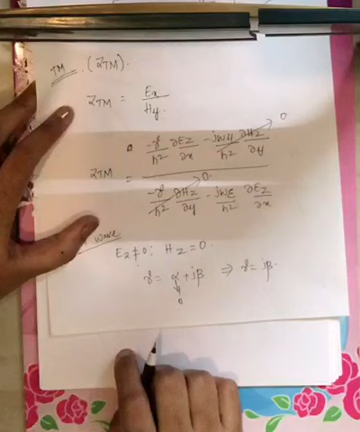 TM (ZTM).
ZTM = Ex / Hy.
ZTM = (-γ/h² ∂Ez/∂x - jωμ/h² ∂Hz/∂y → 0) / (-γ/h² ∂Hz/∂y → 0 - jωε/h² ∂Ez/∂x)
wave
Ez ≠ 0 : Hz = 0.
γ = α + jβ ⇒ γ = jβ.
0